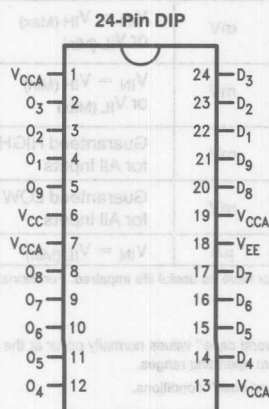 24-Pin DIP
VCCA 1 24 D3
O3 2 23 D2
O2 3 22 D1
O1 4 21 D9
O9 5 20 D8
VCC 6 19 VCCA
VCCA 7 18 VEE
O8 8 17 D7
O7 9 16 D6
O6 10 15 D5
O5 11 14 D4
O4 12 13 VCCA